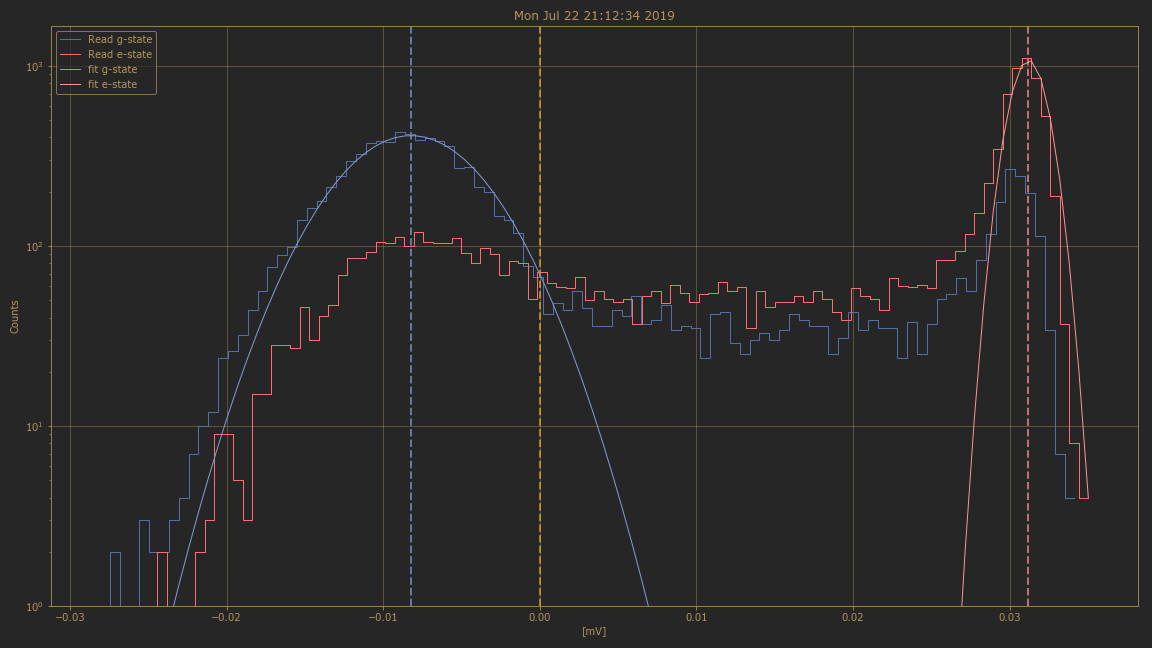 Mon Jul 22 21:12:34 2019
Read g-state
Read e-state
fit g-state
fit e-state
10³
10²
10¹
10⁰
Counts
−0.03 −0.02 −0.01 0.00 0.01 0.02 0.03
[mV]